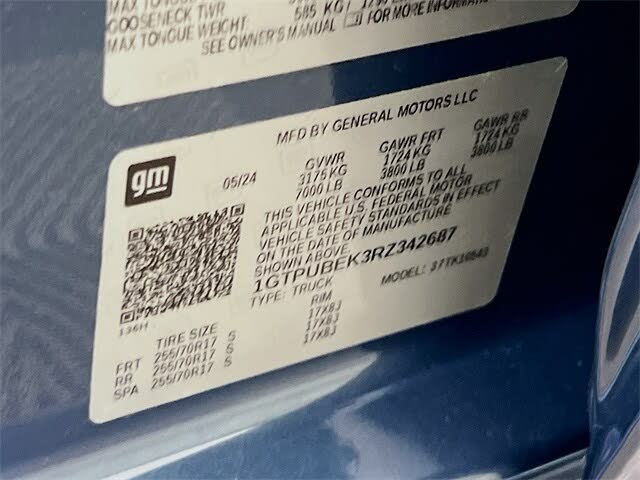 MAX TONGUE
GOOSENECK TWR
MAX TONGUE WEIGHT: 585 KG
SEE OWNER'S MANUAL FOR MORE INFORMATION
MFD BY GENERAL MOTORS LLC
gm
05/24 GVWR GAWR FRT GAWR RR
3175 KG 1724 KG 1724 KG
7000 LB 3800 LB 3800 LB
THIS VEHICLE CONFORMS TO ALL
APPLICABLE U.S. FEDERAL MOTOR
VEHICLE SAFETY STANDARDS IN EFFECT
ON THE DATE OF MANUFACTURE
SHOWN ABOVE.
1GTPUBEK3RZ342687
TYPE: TRUCK MODEL:
136H
TIRE SIZE RIM
FRT 255/70R17 S 17X8J
RR 255/70R17 S 17X8J
SPA 255/70R17 S 17X8J